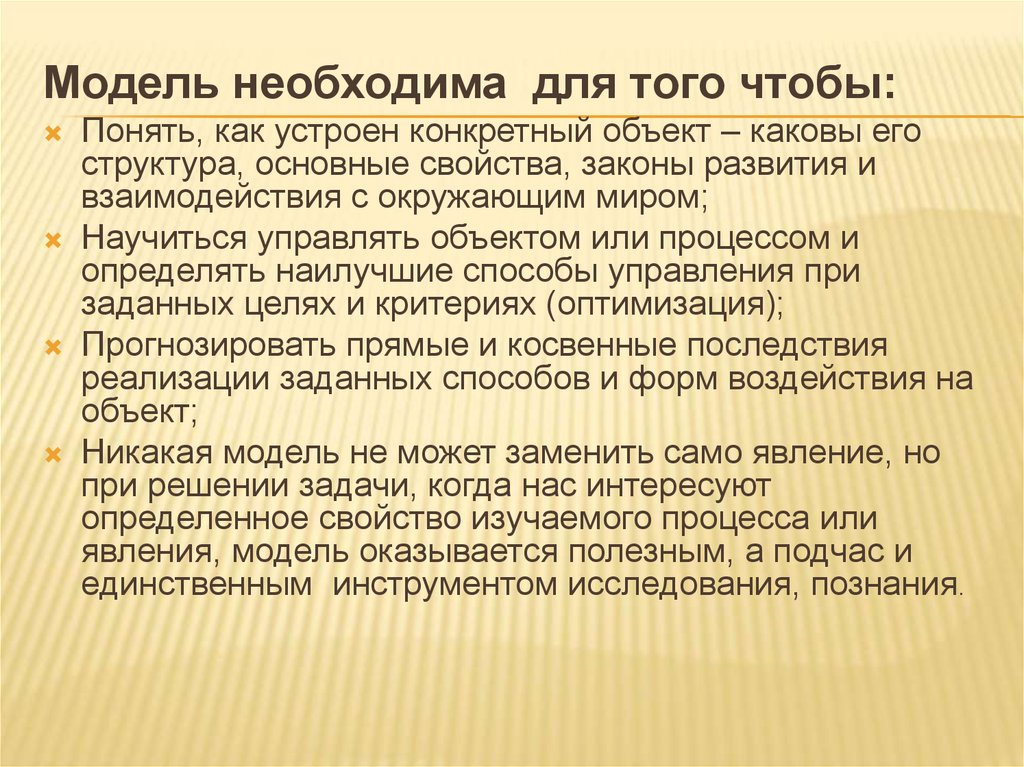 Модель необходима  для того чтобы:
Понять, как устроен конкретный объект – каковы его
структура, основные свойства, законы развития и
взаимодействия с окружающим миром;
Научиться управлять объектом или процессом и
определять наилучшие способы управления при
заданных целях и критериях (оптимизация);
Прогнозировать прямые и косвенные последствия
реализации заданных способов и форм воздействия на
объект;
Никакая модель не может заменить само явление, но
при решении задачи, когда нас интересуют
определенное свойство изучаемого процесса или
явления, модель оказывается полезным, а подчас и
единственным  инструментом исследования, познания.